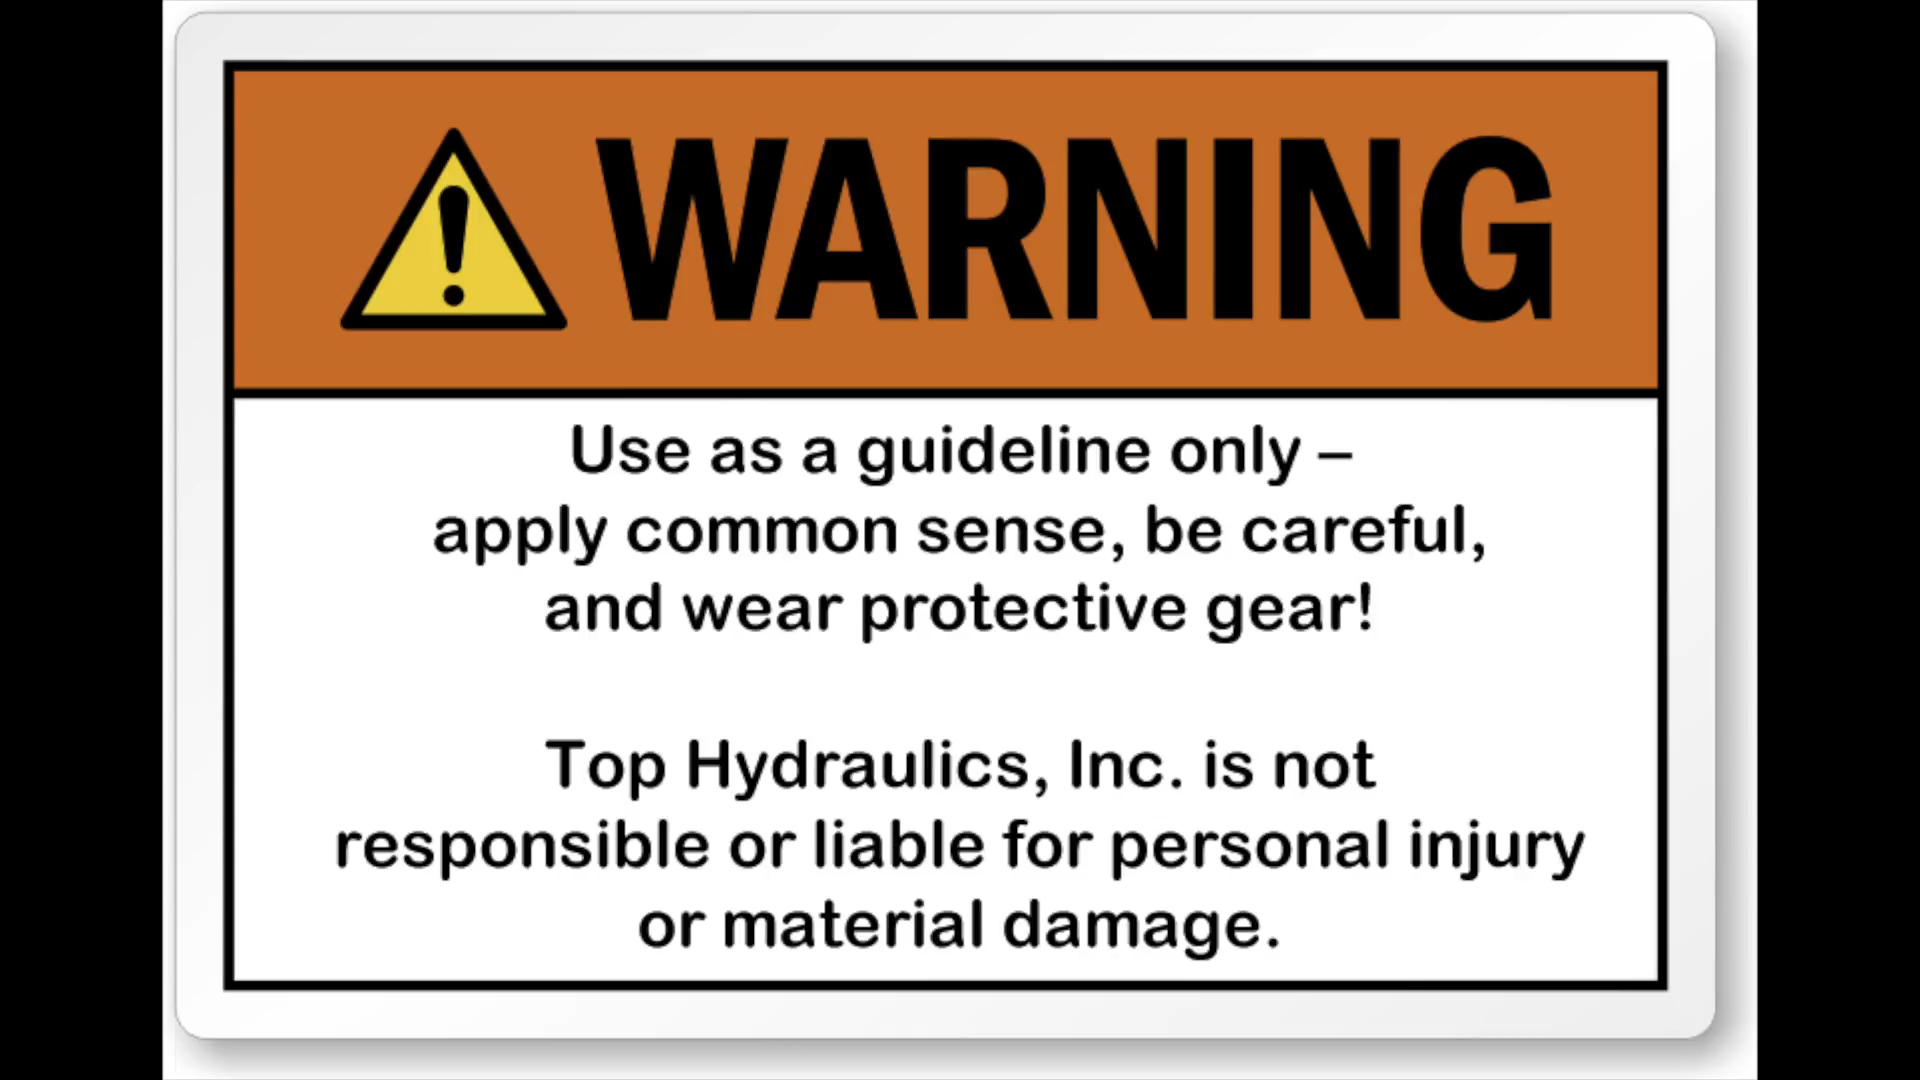 WARNING
Use as a guideline only –
apply common sense, be careful,
and wear protective gear!
Top Hydraulics, Inc. is not
responsible or liable for personal injury
or material damage.